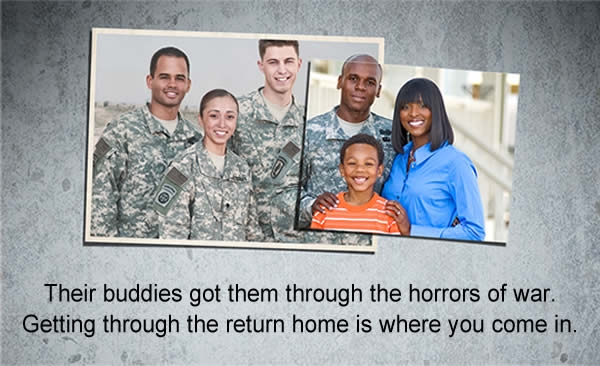 Their buddies got them through the horrors of war.
Getting through the return home is where you come in.